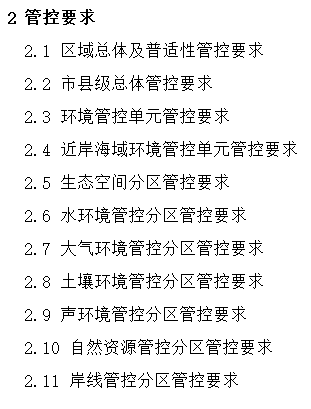 2 管控要求
2.1 区域总体及普适性管控要求
2.2 市县级总体管控要求
2.3 环境管控单元管控要求
2.4 近岸海域环境管控单元管控要求
2.5 生态空间分区管控要求
2.6 水环境管控分区管控要求
2.7 大气环境管控分区管控要求
2.8 土壤环境管控分区管控要求
2.9 声环境管控分区管控要求
2.10 自然资源管控分区管控要求
2.11 岸线管控分区管控要求